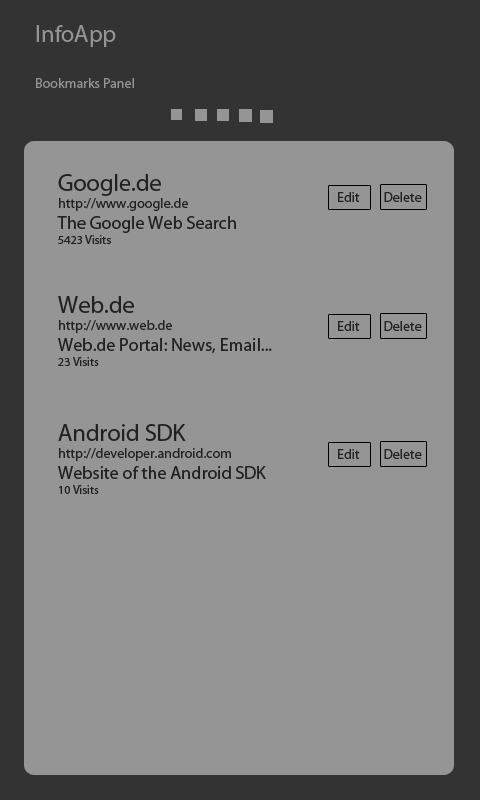 InfoApp
Bookmarks Panel
Google.de
http://www.google.de
The Google Web Search
5423 Visits
Edit Delete
Web.de
http://www.web.de
Web.de Portal: News, Email...
23 Visits
Edit Delete
Android SDK
http://developer.android.com
Website of the Android SDK
10 Visits
Edit Delete